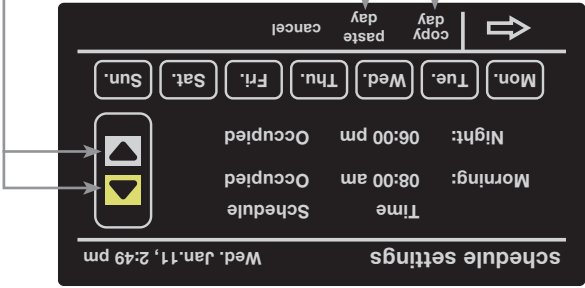 schedule settings Wed. Jan.11, 2:49 pm
Time Schedule
Morning: 08:00 am Occupied
Night: 06:00 pm Occupied
Mon. Tue. Wed. Thu. Fri. Sat. Sun.
copy day paste day cancel